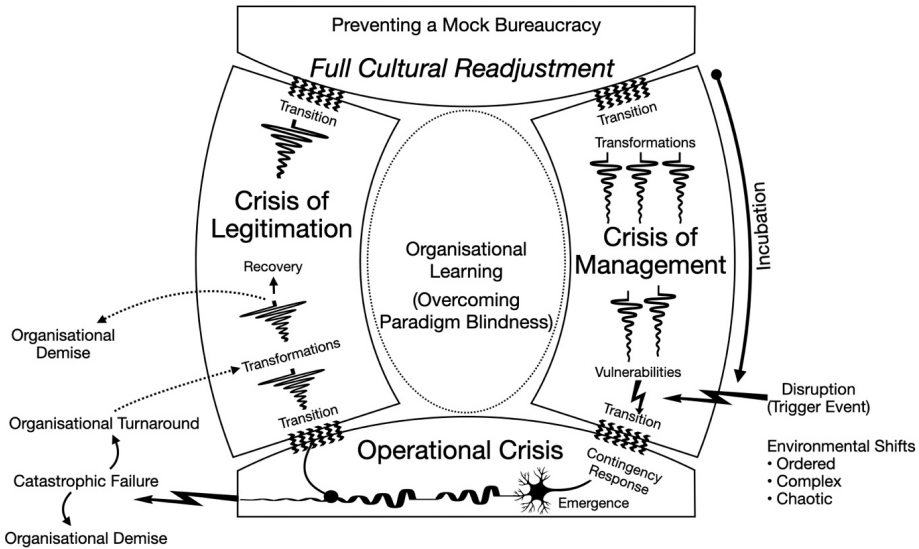 Preventing a Mock Bureaucracy
Full Cultural Readjustment
Transition
Crisis of
Legitimation
Recovery
Transformations
Transition
Organisational
Demise
Organisational Turnaround
Catastrophic Failure
Organisational Demise
Organisational
Learning
(Overcoming
Paradigm Blindness)
Transition
Transformations
Crisis of
Management
Vulnerabilities
Transition
Incubation
Disruption
(Trigger Event)
Environmental Shifts
• Ordered
• Complex
• Chaotic
Operational Crisis
Contingency
Response
Emergence